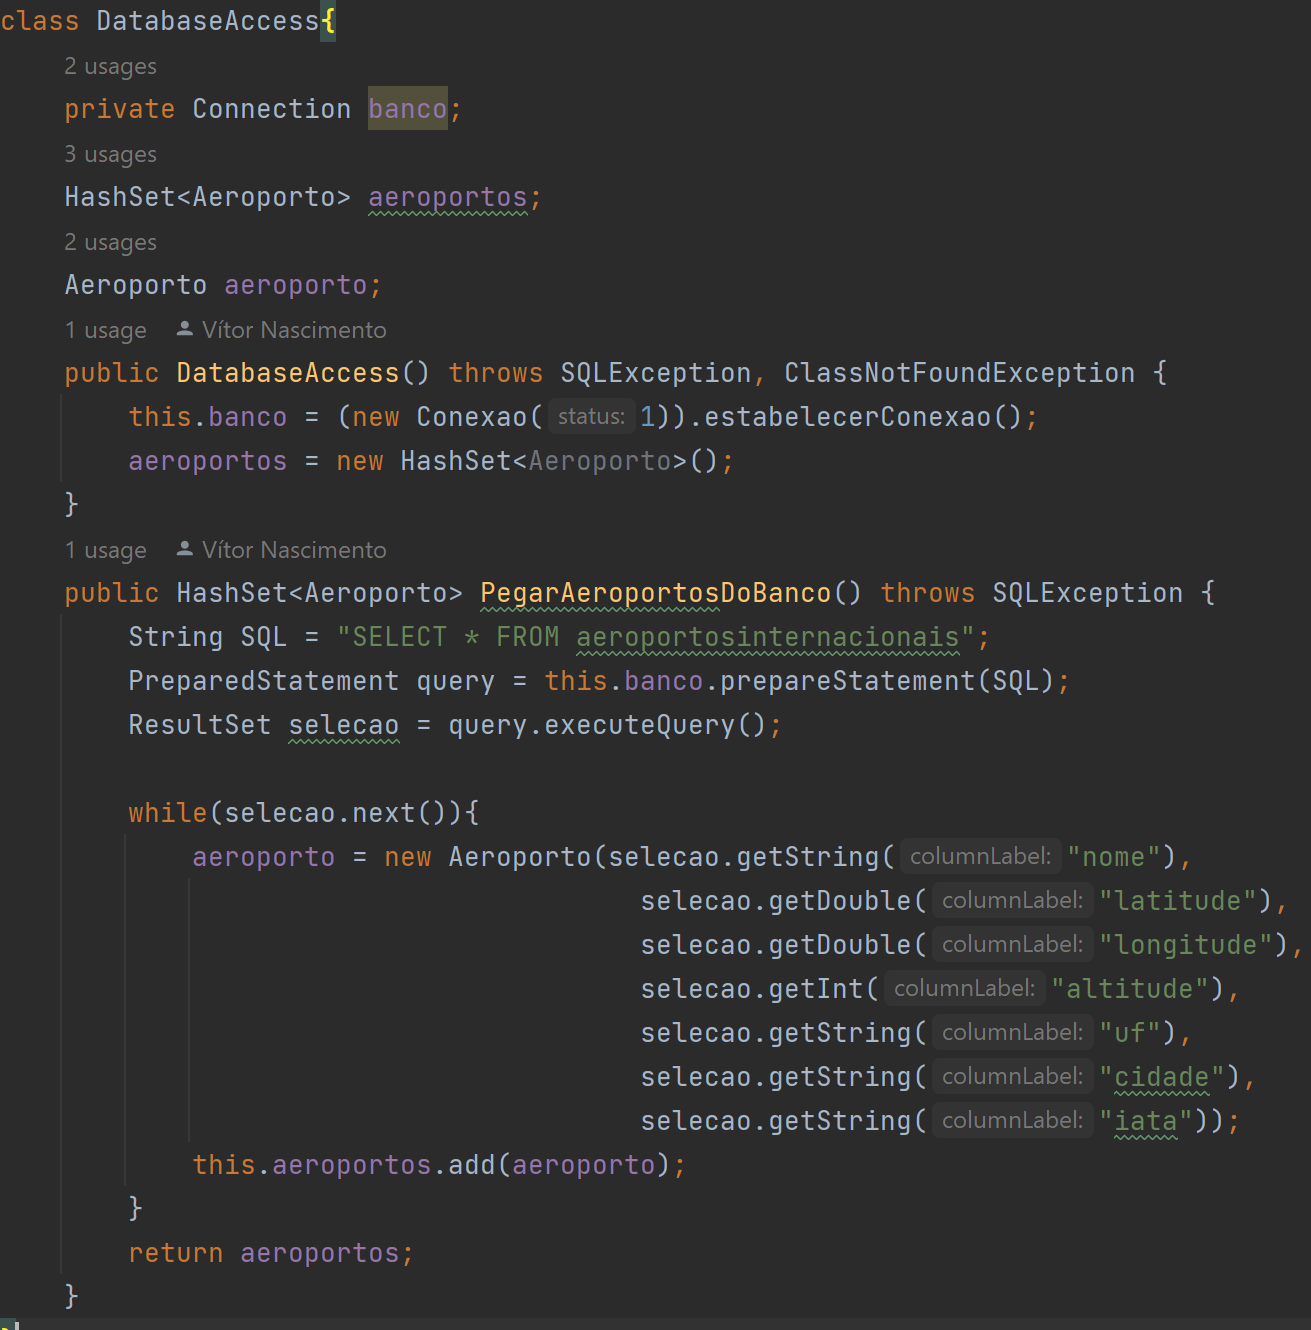 class DatabaseAccess{
2 usages
private Connection banco;
3 usages
HashSet<Aeroporto> aeroportos;
2 usages
Aeroporto aeroporto;
1 usage Vítor Nascimento
public DatabaseAccess() throws SQLException, ClassNotFoundException {
this.banco = (new Conexao( status: 1)).estabelecerConexao();
aeroportos = new HashSet<Aeroporto>();
}
1 usage Vítor Nascimento
public HashSet<Aeroporto> PegarAeroportosDoBanco() throws SQLException {
String SQL = "SELECT * FROM aeroportosinternacionais";
PreparedStatement query = this.banco.prepareStatement(SQL);
ResultSet selecao = query.executeQuery();
while(selecao.next()){
aeroporto = new Aeroporto(selecao.getString( columnLabel: "nome"),
selecao.getDouble( columnLabel: "latitude"),
selecao.getDouble( columnLabel: "longitude"),
selecao.getInt( columnLabel: "altitude"),
selecao.getString( columnLabel: "uf"),
selecao.getString( columnLabel: "cidade"),
selecao.getString( columnLabel: "iata"));
this.aeroportos.add(aeroporto);
}
return aeroportos;
}